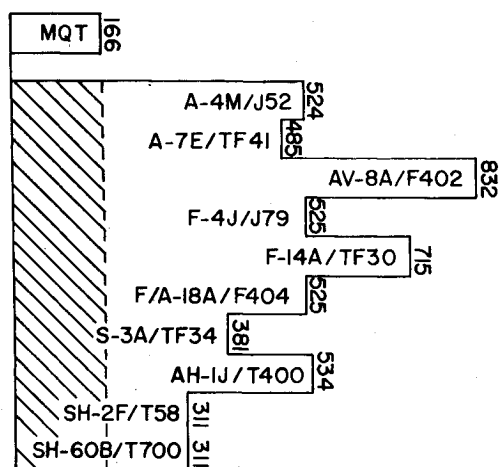 MQT 166
A-4M/J52 524
A-7E/TF41 485
AV-8A/F402 832
F-4J/J79 525
F-14A/TF30 715
F/A-18A/F404 525
S-3A/TF34 381
AH-1J/T400 534
SH-2F/T58 311
SH-60B/T700 311